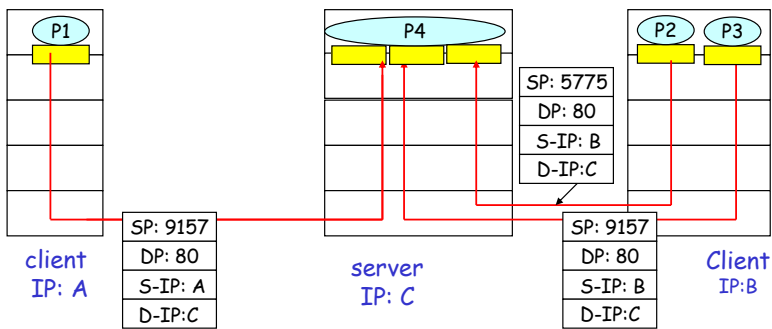 P1
P4
P2
P3
SP: 5775
DP: 80
S-IP: B
D-IP:C
SP: 9157
DP: 80
S-IP: A
D-IP:C
SP: 9157
DP: 80
S-IP: B
D-IP:C
client
IP: A
server
IP: C
Client
IP:B